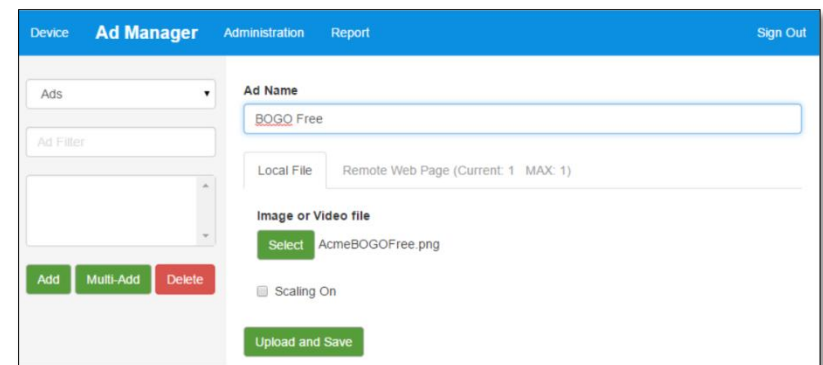 Device Ad Manager Administration Report Sign Out
Ads
Ad Filter
Add Multi-Add Delete
Ad Name
BOGO Free
Local File Remote Web Page (Current: 1 MAX: 1)
Image or Video file
Select AcmeBOGOFree.png
Scaling On
Upload and Save